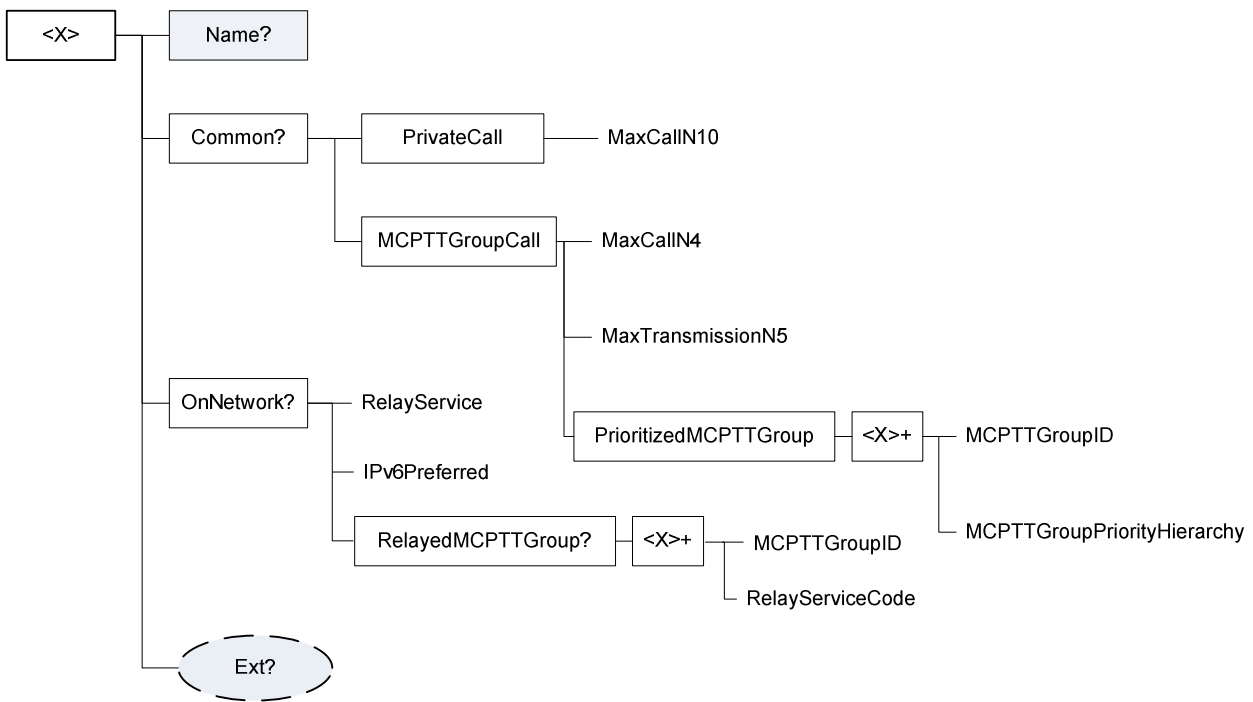 <X>
Name?
Common?
PrivateCall
MaxCallN10
MCPTTGroupCall
MaxCallN4
MaxTransmissionN5
OnNetwork?
RelayService
PrioritizedMCPTTGroup
<X>+
MCPTTGroupID
IPv6Preferred
MCPTTGroupPriorityHierarchy
RelayedMCPTTGroup?
<X>+
MCPTTGroupID
RelayServiceCode
Ext?